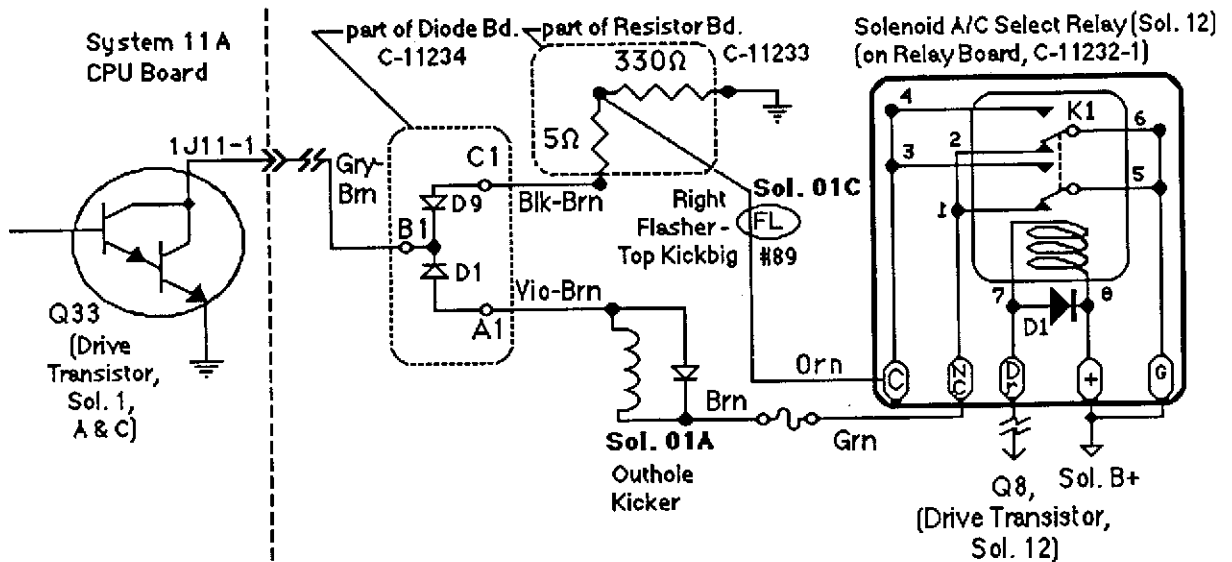 System 11A
CPU Board
part of Diode Bd.
C-11234
part of Resistor Bd.
C-11233
Solenoid A/C Select Relay (Sol. 12)
(on Relay Board, C-11232-1)
330Ω
5Ω
4
K1
6
2
3
5
1
7
8
D1
1J11-1
Gry-
Brn
C1
D9
B1
D1
A1
Blk-Brn
Vio-Brn
Right
Flasher-
Top Kickbig
Sol. 01C
FL
#89
Q33
(Drive
Transistor,
Sol. 1,
A & C)
Orn
C
NC
Dr
+
G
Brn
Grn
Sol. 01A
Outhole
Kicker
Q8,
(Drive Transistor,
Sol. 12)
Sol. B+